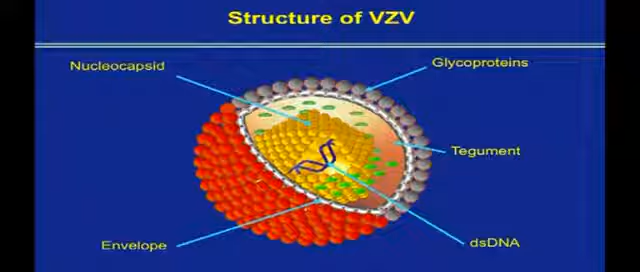 Structure of VZV
Nucleocapsid
Glycoproteins
Tegument
Envelope
dsDNA